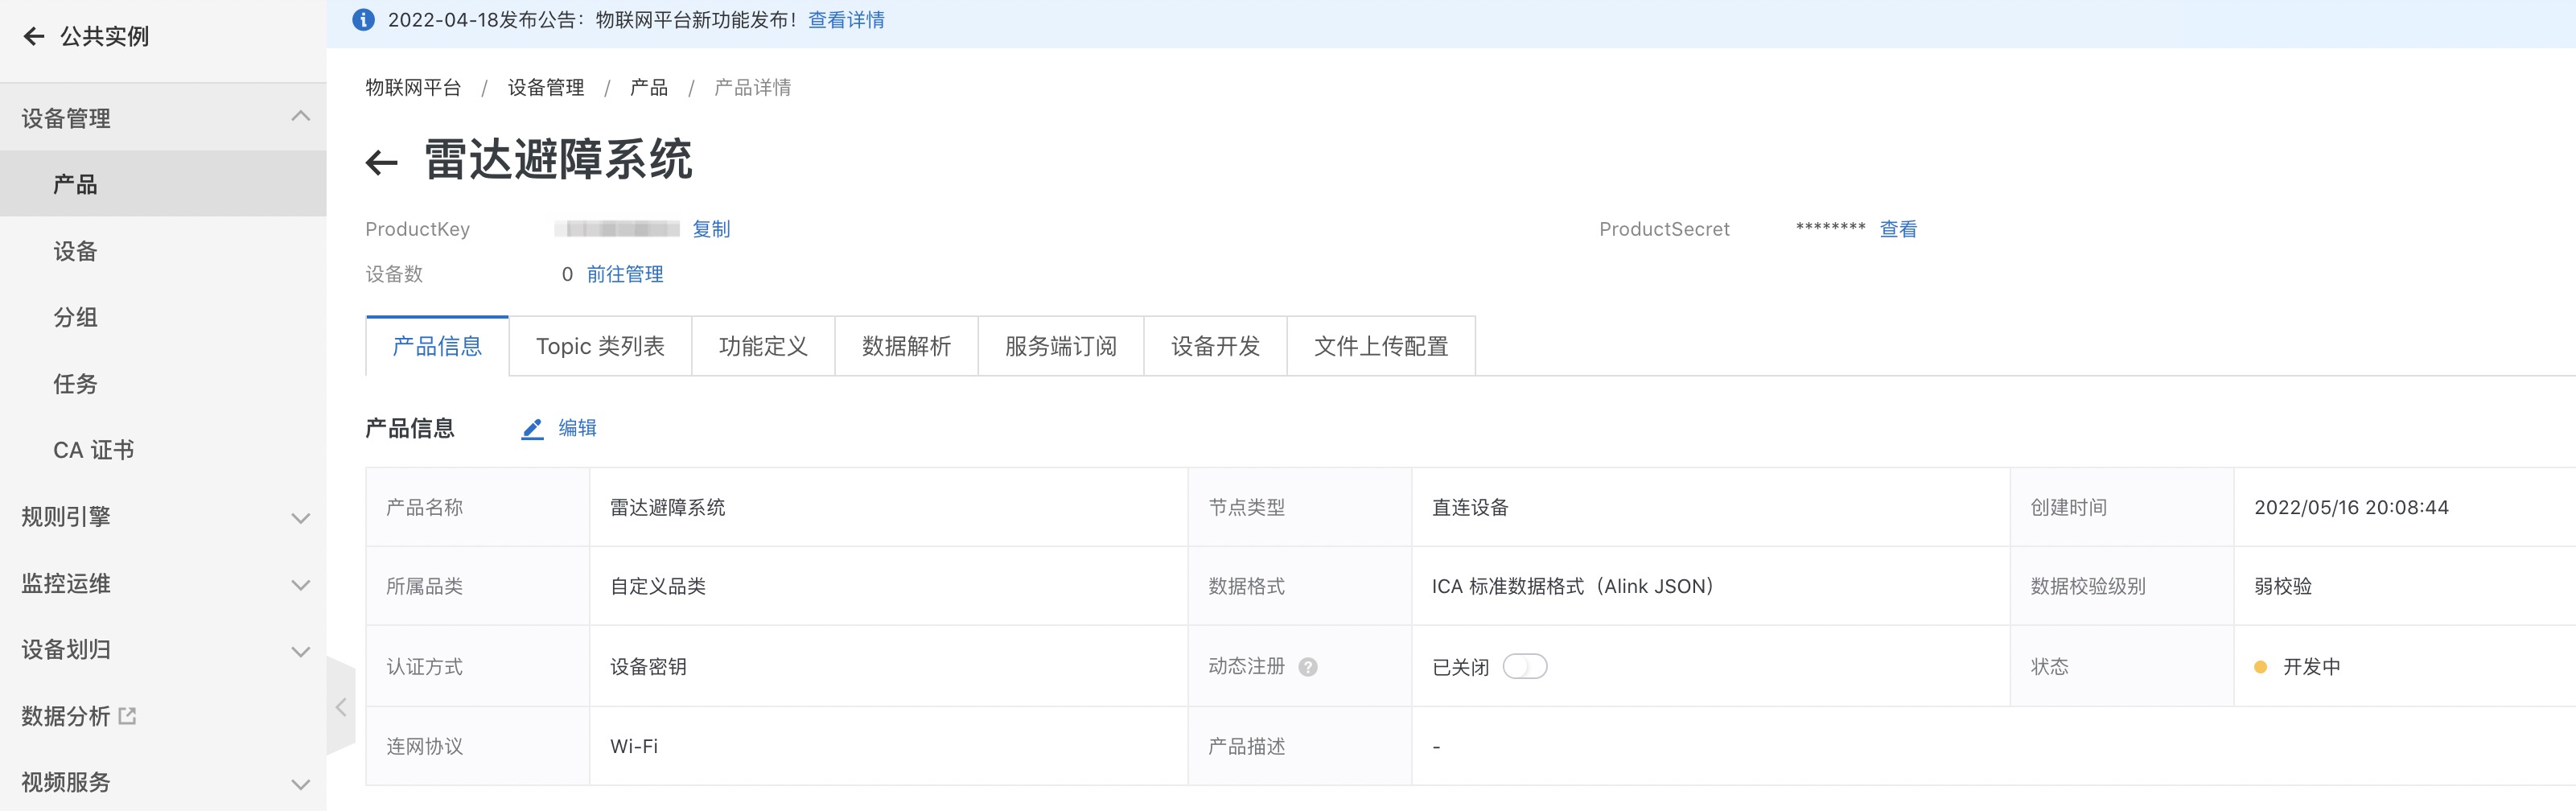 公共实例
设备管理
产品
设备
分组
任务
CA 证书
规则引擎
监控运维
设备划归
数据分析
视频服务
2022-04-18发布公告：物联网平台新功能发布！查看详情
物联网平台 / 设备管理 / 产品 / 产品详情
雷达避障系统
ProductKey 复制 ProductSecret ******** 查看
设备数 0 前往管理
产品信息 Topic 类列表 功能定义 数据解析 服务端订阅 设备开发 文件上传配置
产品信息 编辑
产品名称 雷达避障系统 节点类型 直连设备 创建时间 2022/05/16 20:08:44
所属品类 自定义品类 数据格式 ICA 标准数据格式（Alink JSON） 数据校验级别 弱校验
认证方式 设备密钥 动态注册 ? 已关闭 状态 开发中
连网协议 Wi-Fi 产品描述 -